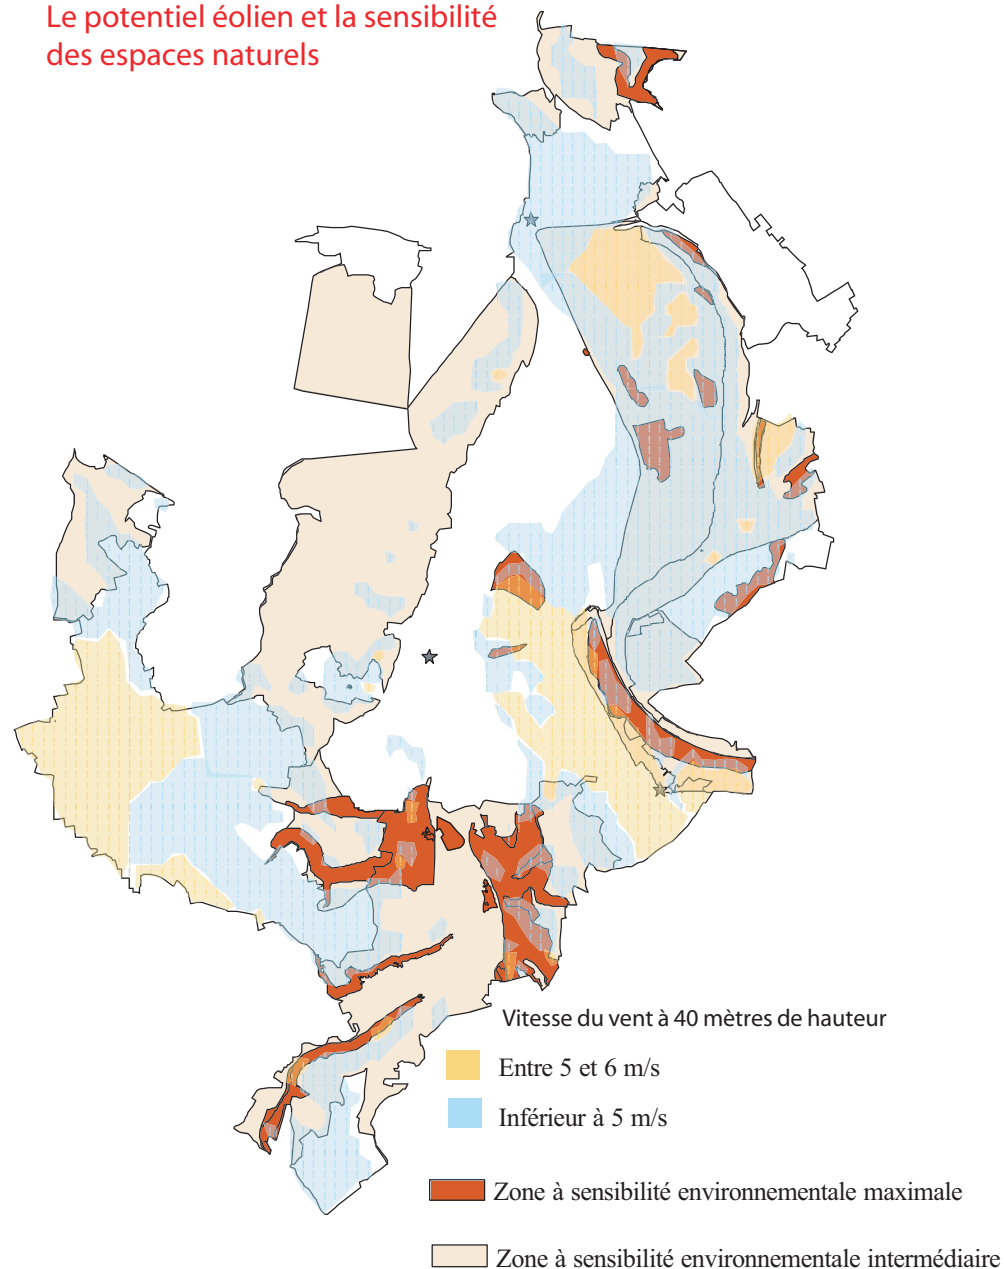 Le potentiel éolien et la sensibilité
des espaces naturels
Vitesse du vent à 40 mètres de hauteur
Entre 5 et 6 m/s
Inférieur à 5 m/s
Zone à sensibilité environnementale maximale
Zone à sensibilité environnementale intermédiaire